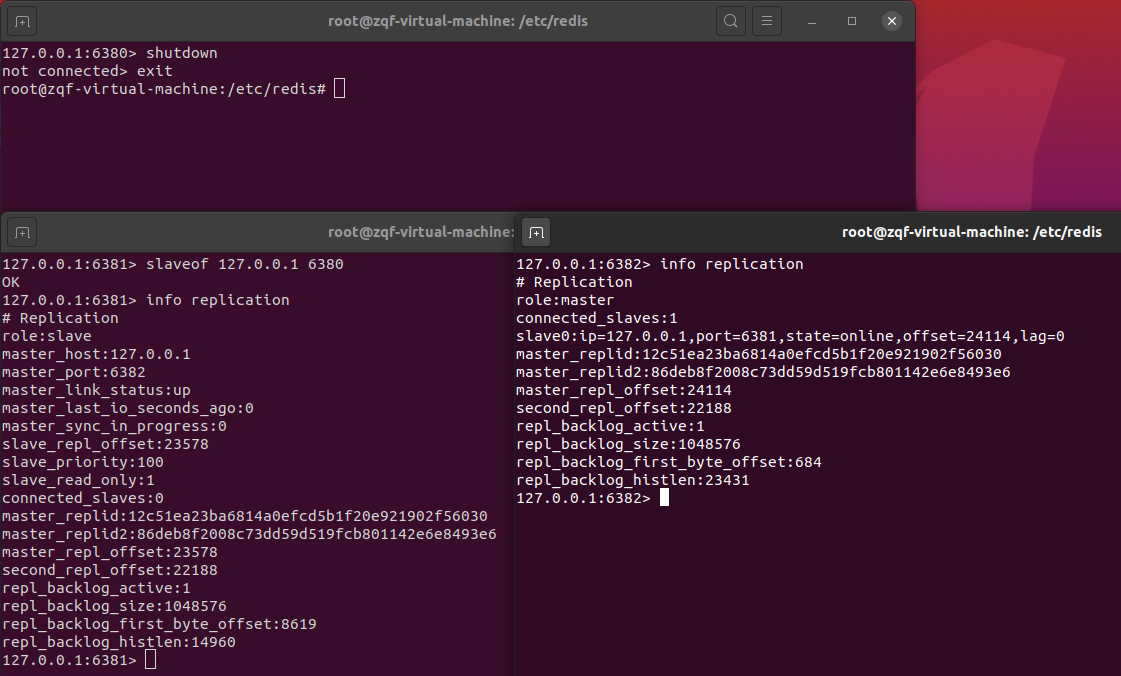 root@zqf-virtual-machine: /etc/redis
127.0.0.1:6380> shutdown
not connected> exit
root@zqf-virtual-machine:/etc/redis#
root@zqf-virtual-machine:
127.0.0.1:6381> slaveof 127.0.0.1 6380
OK
127.0.0.1:6381> info replication
# Replication
role:slave
master_host:127.0.0.1
master_port:6382
master_link_status:up
master_last_io_seconds_ago:0
master_sync_in_progress:0
slave_repl_offset:23578
slave_priority:100
slave_read_only:1
connected_slaves:0
master_replid:12c51ea23ba6814a0efcd5b1f20e921902f56030
master_replid2:86deb8f2008c73dd59d519fcb801142e6e8493e6
master_repl_offset:23578
second_repl_offset:22188
repl_backlog_active:1
repl_backlog_size:1048576
repl_backlog_first_byte_offset:8619
repl_backlog_histlen:14960
127.0.0.1:6381>
root@zqf-virtual-machine: /etc/redis
127.0.0.1:6382> info replication
# Replication
role:master
connected_slaves:1
slave0:ip=127.0.0.1,port=6381,state=online,offset=24114,lag=0
master_replid:12c51ea23ba6814a0efcd5b1f20e921902f56030
master_replid2:86deb8f2008c73dd59d519fcb801142e6e8493e6
master_repl_offset:24114
second_repl_offset:22188
repl_backlog_active:1
repl_backlog_size:1048576
repl_backlog_first_byte_offset:684
repl_backlog_histlen:23431
127.0.0.1:6382>